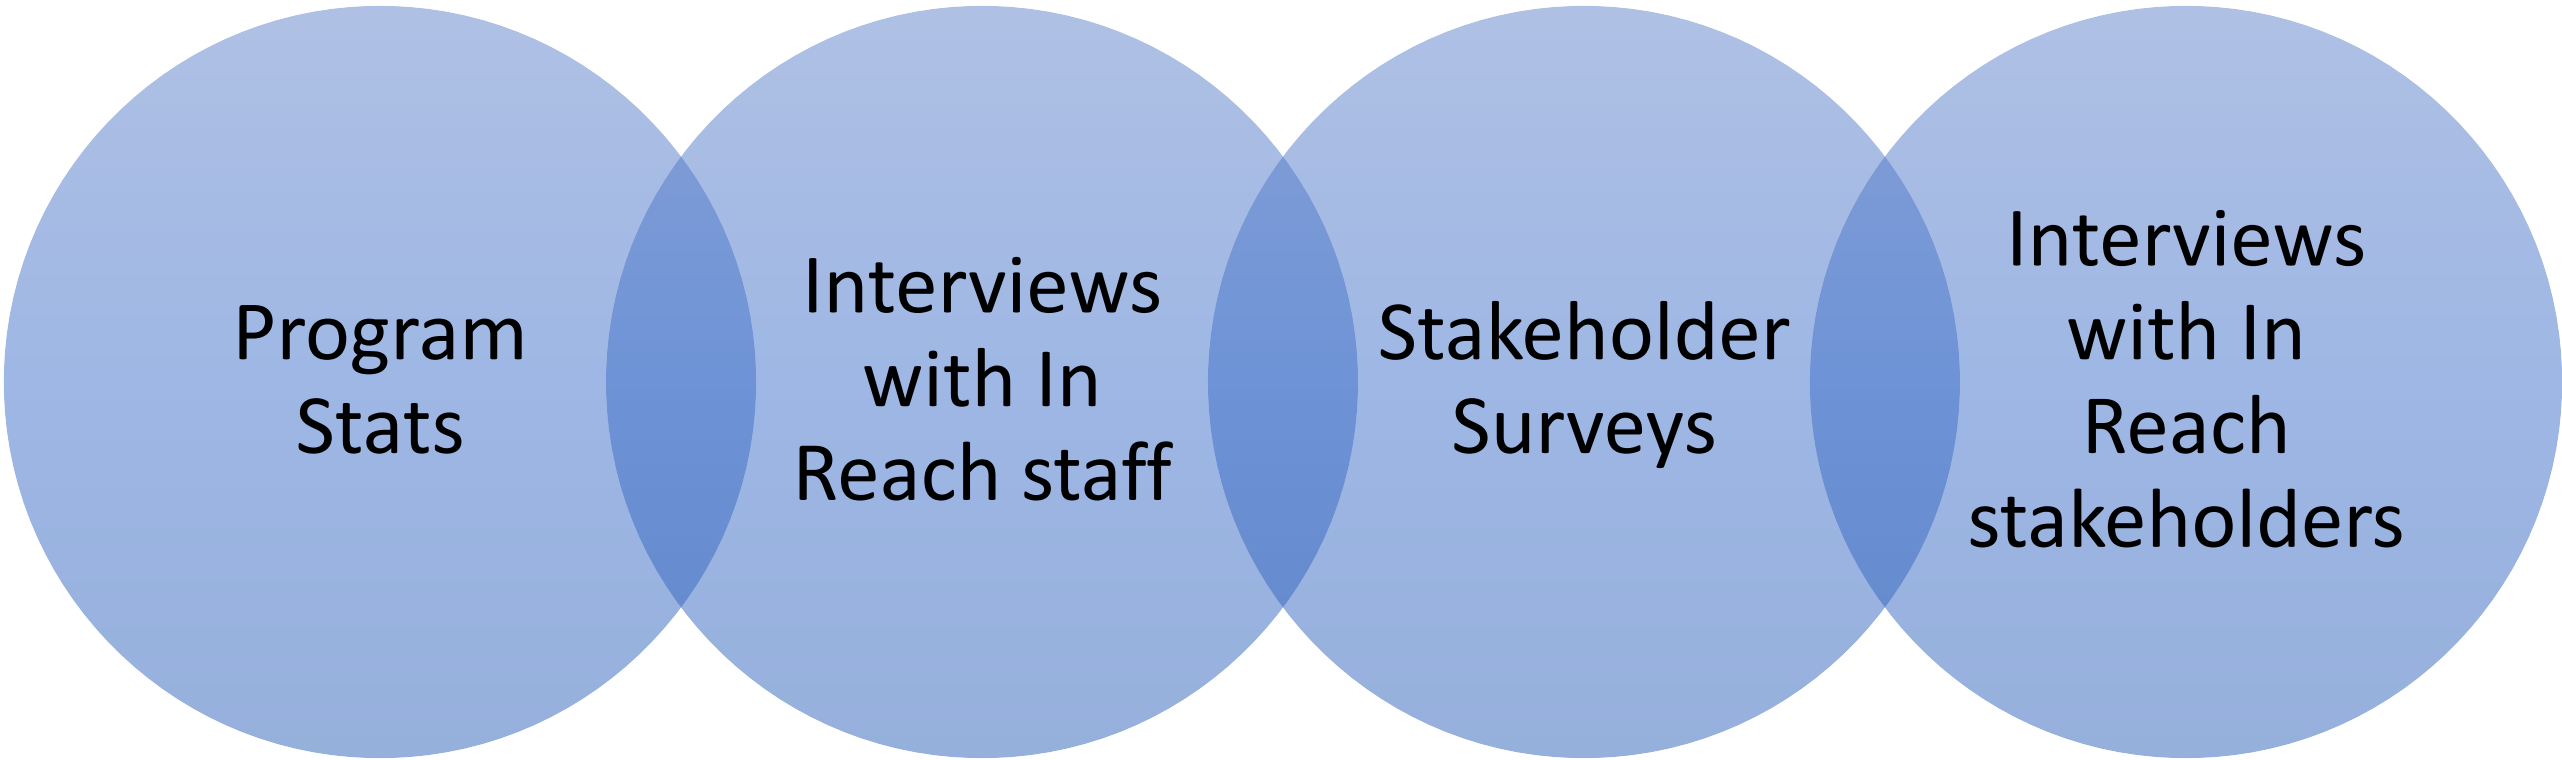 Program
Stats
Interviews
with In
Reach staff
Stakeholder
Surveys
Interviews
with In
Reach
stakeholders